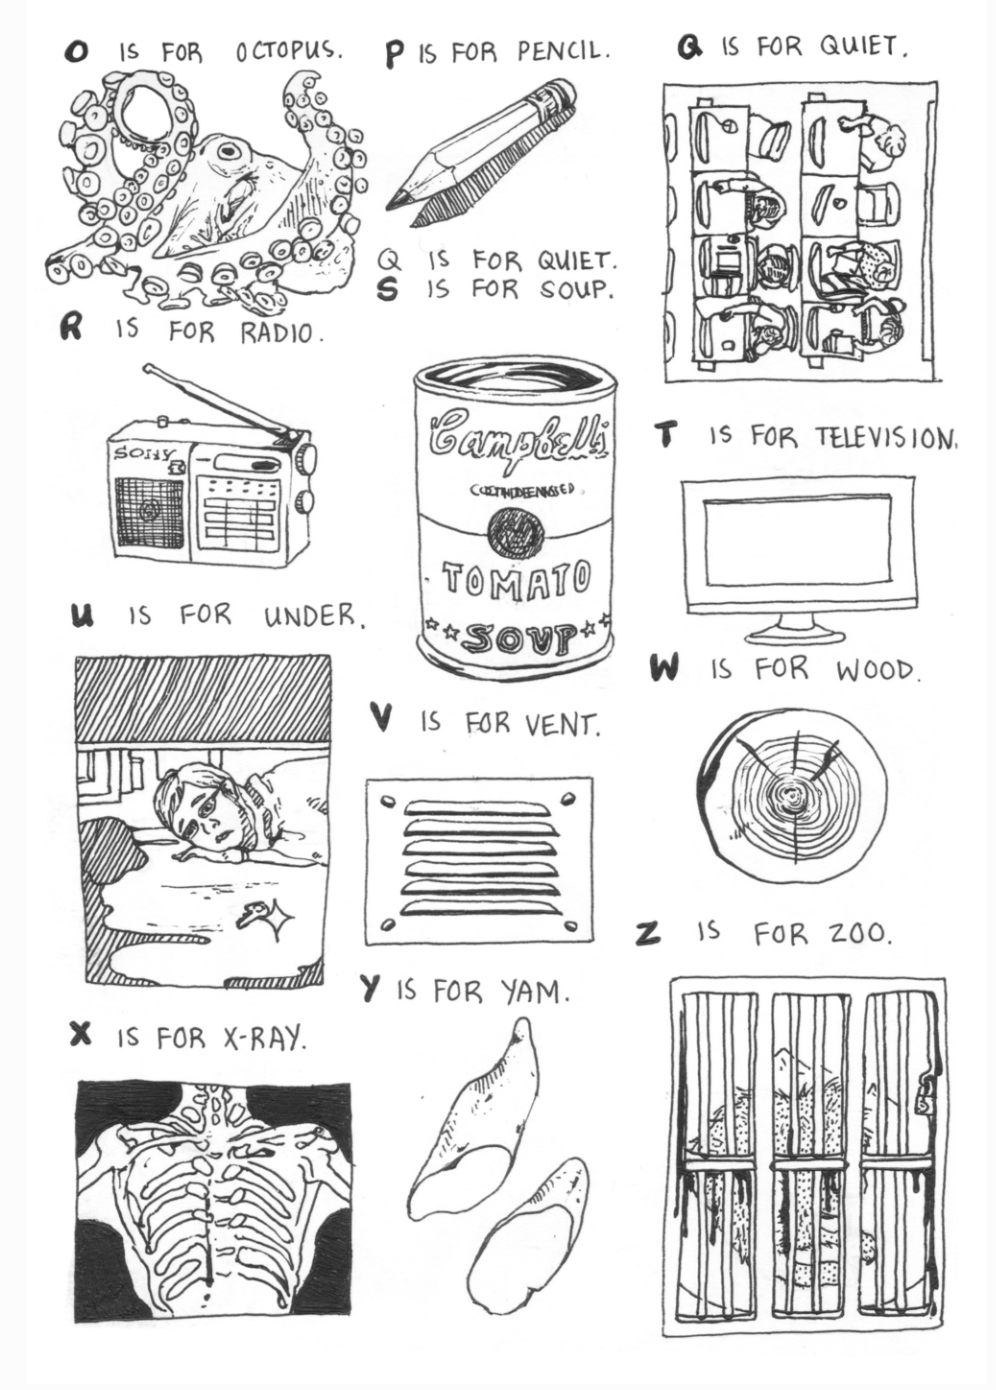 O IS FOR OCTOPUS.
P IS FOR PENCIL.
Q IS FOR QUIET.
Q IS FOR QUIET.
S IS FOR SOUP.
R IS FOR RADIO.
SONY
Campbell's
TOMATO
SOUP
T IS FOR TELEVISION.
U IS FOR UNDER.
V IS FOR VENT.
W IS FOR WOOD.
X IS FOR X-RAY.
Y IS FOR YAM.
Z IS FOR ZOO.